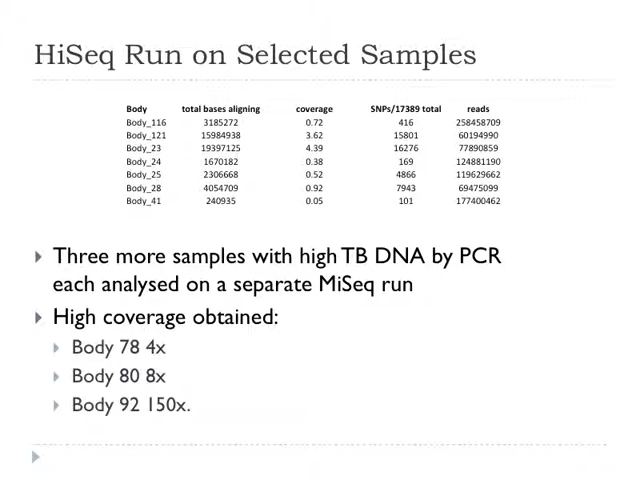 HiSeq Run on Selected Samples
Body total bases aligning coverage SNPs/17389 total reads
Body_116 3185272 0.72 416 258458709
Body_121 15984938 3.62 15801 60194990
Body_23 19397125 4.39 16276 77890859
Body_24 1670182 0.38 169 124881190
Body_25 2306668 0.52 4866 119629662
Body_28 4054709 0.92 7943 69475099
Body_41 240935 0.05 101 177400462
Three more samples with high TB DNA by PCR
each analysed on a separate MiSeq run
High coverage obtained:
Body 78 4x
Body 80 8x
Body 92 150x.